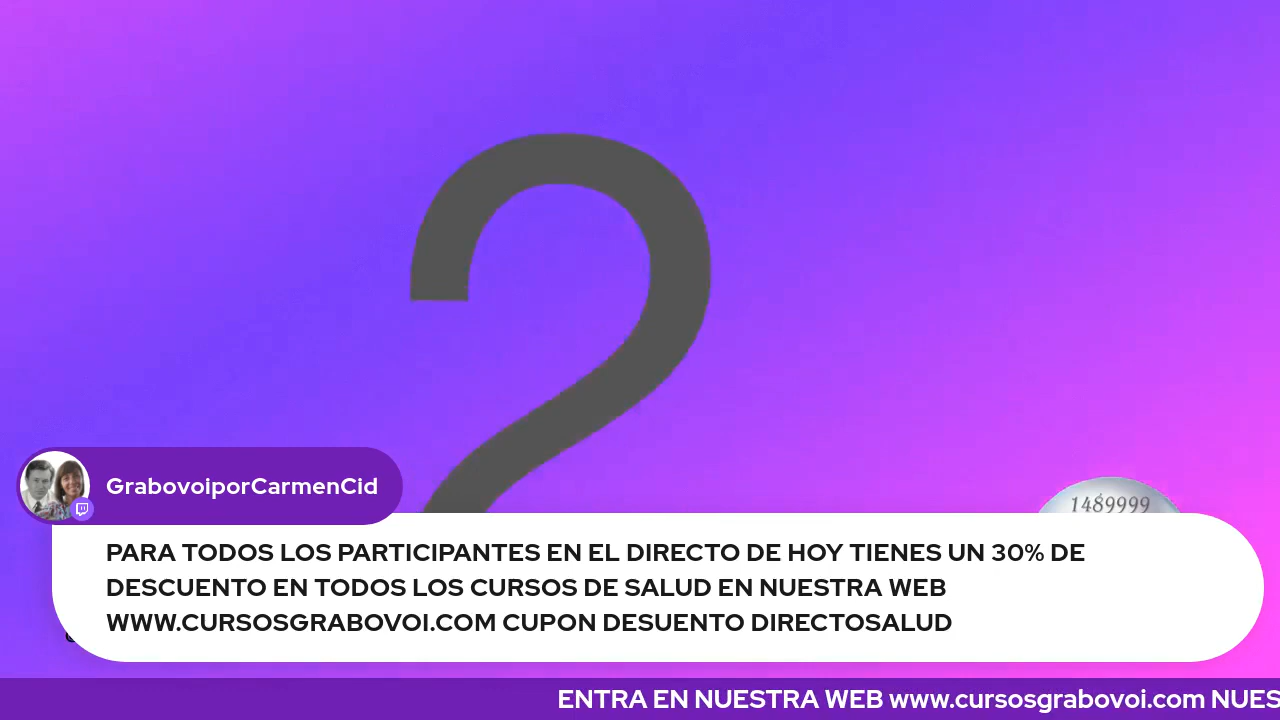 2
1489999
GrabovoiporCarmenCid
PARA TODOS LOS PARTICIPANTES EN EL DIRECTO DE HOY TIENES UN 30% DE
DESCUENTO EN TODOS LOS CURSOS DE SALUD EN NUESTRA WEB
WWW.CURSOSGRABOVOI.COM CUPON DESUENTO DIRECTOSALUD
ENTRA EN NUESTRA WEB www.cursosgrabovoi.com NUES